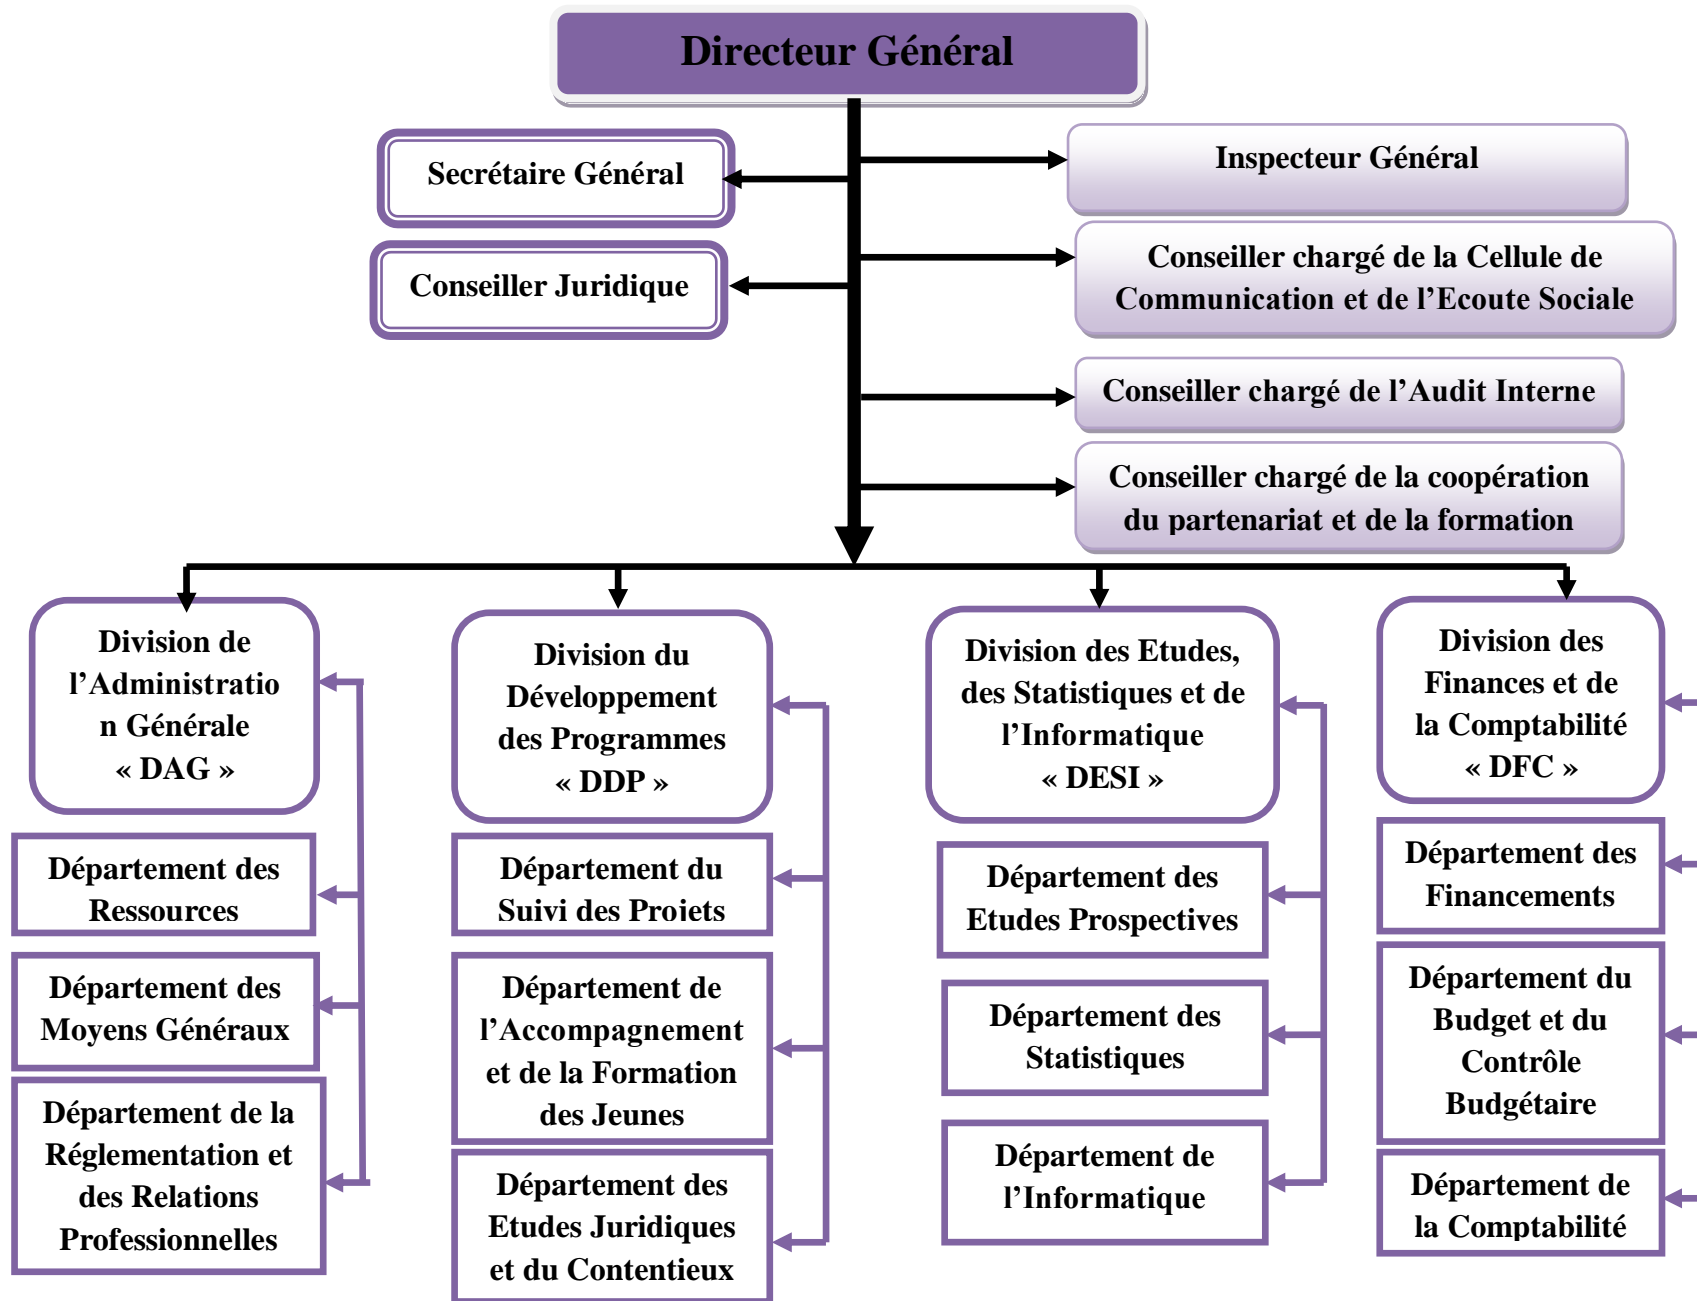 Directeur Général
Secrétaire Général
Conseiller Juridique
Inspecteur Général
Conseiller chargé de la Cellule de
Communication et de l’Ecoute Sociale
Conseiller chargé de l’Audit Interne
Conseiller chargé de la coopération
du partenariat et de la formation
Division de
l’Administratio
n Générale
« DAG »
Département des
Ressources
Département des
Moyens Généraux
Département de la
Réglementation et
des Relations
Professionnelles
Division du
Développement
des Programmes
« DDP »
Département du
Suivi des Projets
Département de
l’Accompagnement
et de la Formation
des Jeunes
Département des
Etudes Juridiques
et du Contentieux
Division des Etudes,
des Statistiques et de
l’Informatique
« DESI »
Département des
Etudes Prospectives
Département des
Statistiques
Département de
l’Informatique
Division des
Finances et de
la Comptabilité
« DFC »
Département des
Financements
Département du
Budget et du
Contrôle
Budgétaire
Département de
la Comptabilité